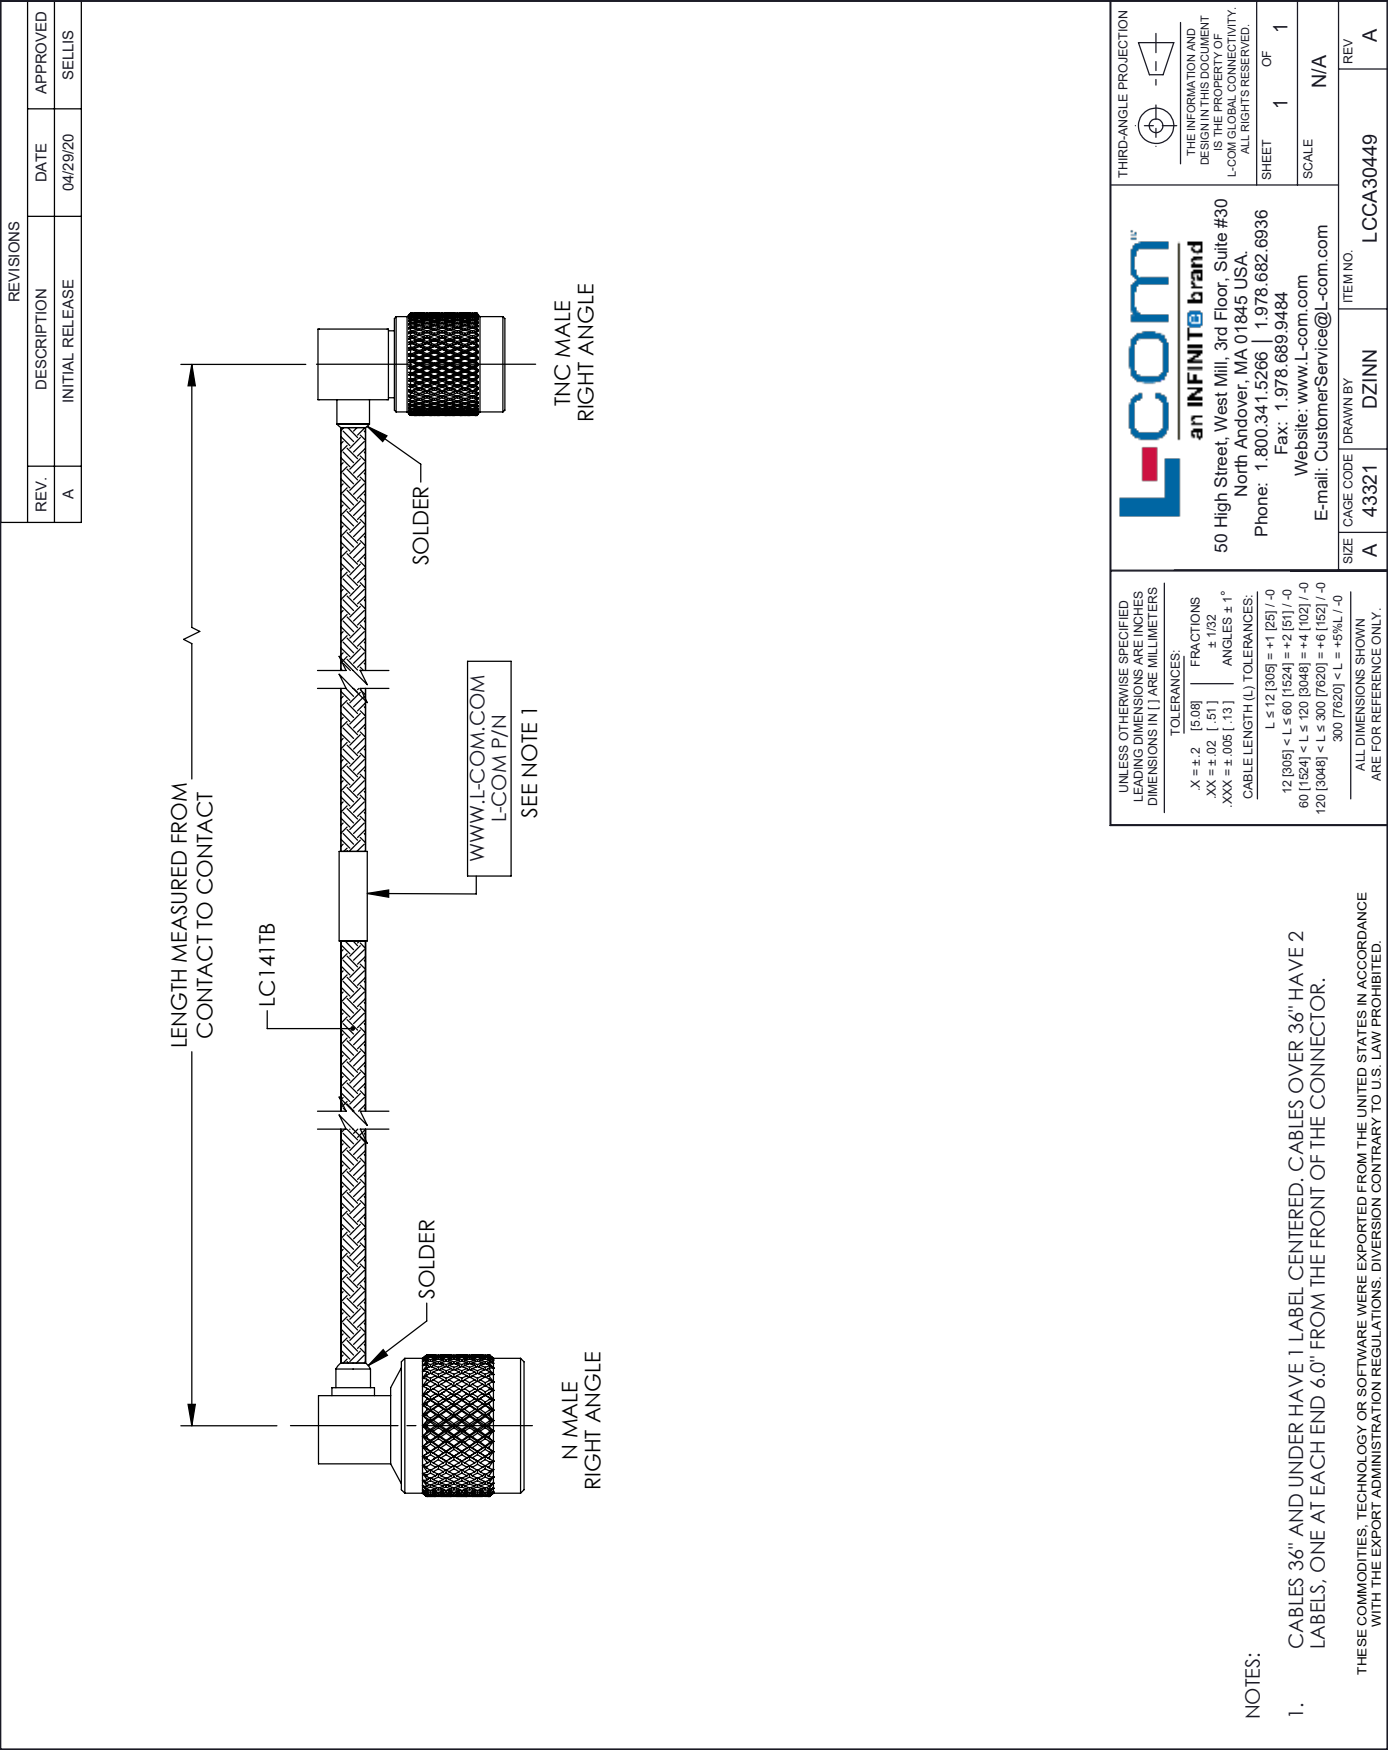 REVISIONS
REV. DESCRIPTION DATE APPROVED
A INITIAL RELEASE 04/29/20 SELLIS
LENGTH MEASURED FROM
CONTACT TO CONTACT
LC141TB
SOLDER
SOLDER
WWW.L-COM.COM
L-COM P/N
SEE NOTE 1
N MALE
RIGHT ANGLE
TNC MALE
RIGHT ANGLE
NOTES:
1. CABLES 36" AND UNDER HAVE 1 LABEL CENTERED. CABLES OVER 36" HAVE 2
LABELS, ONE AT EACH END 6.0" FROM THE FRONT OF THE CONNECTOR.
THESE COMMODITIES, TECHNOLOGY OR SOFTWARE WERE EXPORTED FROM THE UNITED STATES IN ACCORDANCE
WITH THE EXPORT ADMINISTRATION REGULATIONS. DIVERSION CONTRARY TO U.S. LAW PROHIBITED.
UNLESS OTHERWISE SPECIFIED
LEADING DIMENSIONS ARE INCHES
DIMENSIONS IN [ ] ARE MILLIMETERS
TOLERANCES:
.X = ±.2 [5.08] FRACTIONS
.XX = ±.02 [.51] ± 1/32
.XXX = ±.005 [.13] ANGLES ± 1°
CABLE LENGTH (L) TOLERANCES:
L ≤ 12 [305] = +1 [25] / -0
12 [305] < L ≤ 60 [1524] = +2 [51] / -0
60 [1524] < L ≤ 120 [3048] = +4 [102] / -0
120 [3048] < L ≤ 300 [7620] = +6 [152] / -0
300 [7620] < L = +5%L / -0
ALL DIMENSIONS SHOWN
ARE FOR REFERENCE ONLY.
L-com
an INFINITe brand
50 High Street, West Mill, 3rd Floor, Suite #30
North Andover, MA 01845 USA.
Phone: 1.800.341.5266 | 1.978.682.6936
Fax: 1.978.689.9484
Website: www.L-com.com
E-mail: CustomerService@L-com.com
THIRD-ANGLE PROJECTION
THE INFORMATION AND
DESIGN IN THIS DOCUMENT
IS THE PROPERTY OF
L-COM GLOBAL CONNECTIVITY.
ALL RIGHTS RESERVED.
SHEET 1 OF 1
SCALE N/A
SIZE A
CAGE CODE 43321
DRAWN BY DZINN
ITEM NO. LCCA30449
REV A